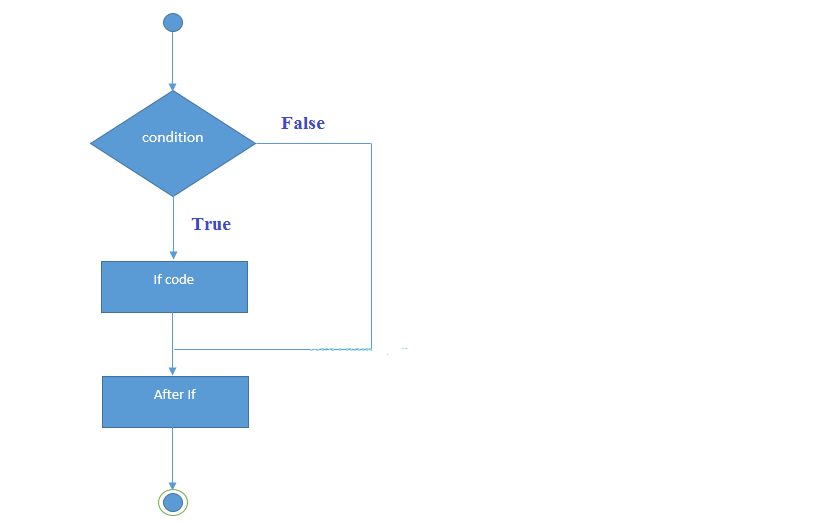 condition
False
True
If code
After If